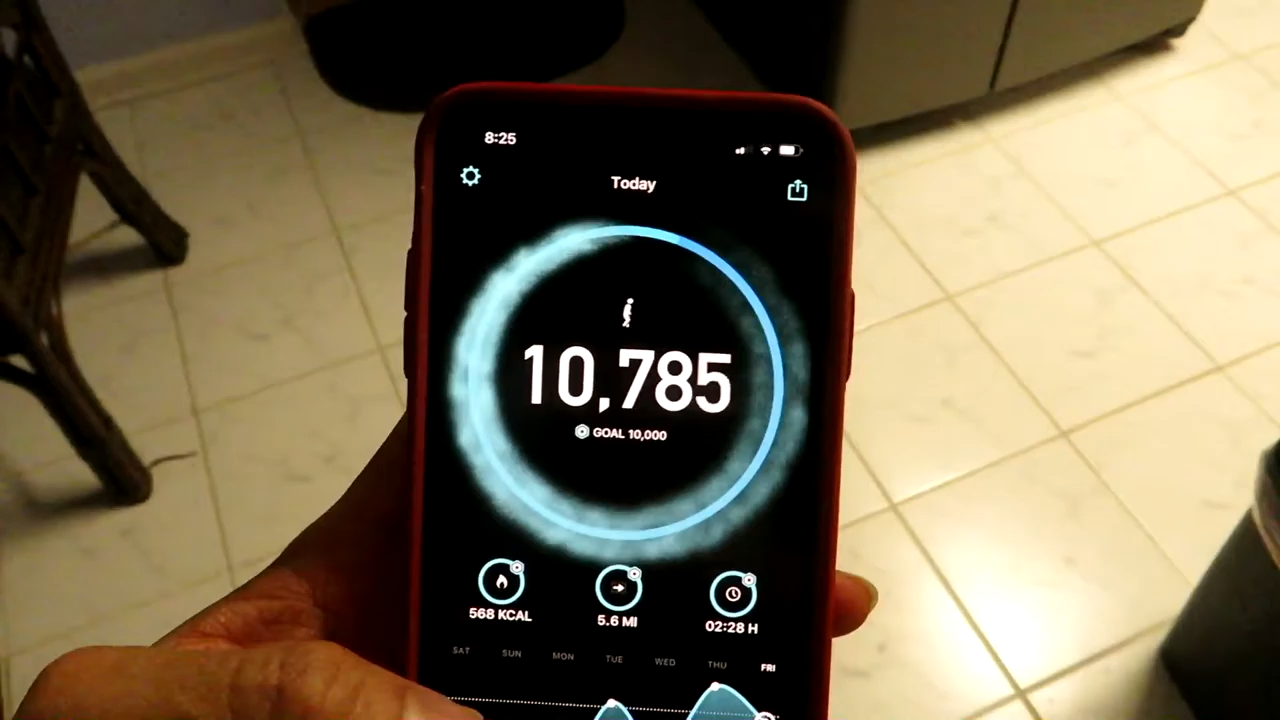 8:25
Today
10,785
GOAL 10,000
568 KCAL 5.6 MI 02:28 H
SAT SUN MON TUE WED THU FRI